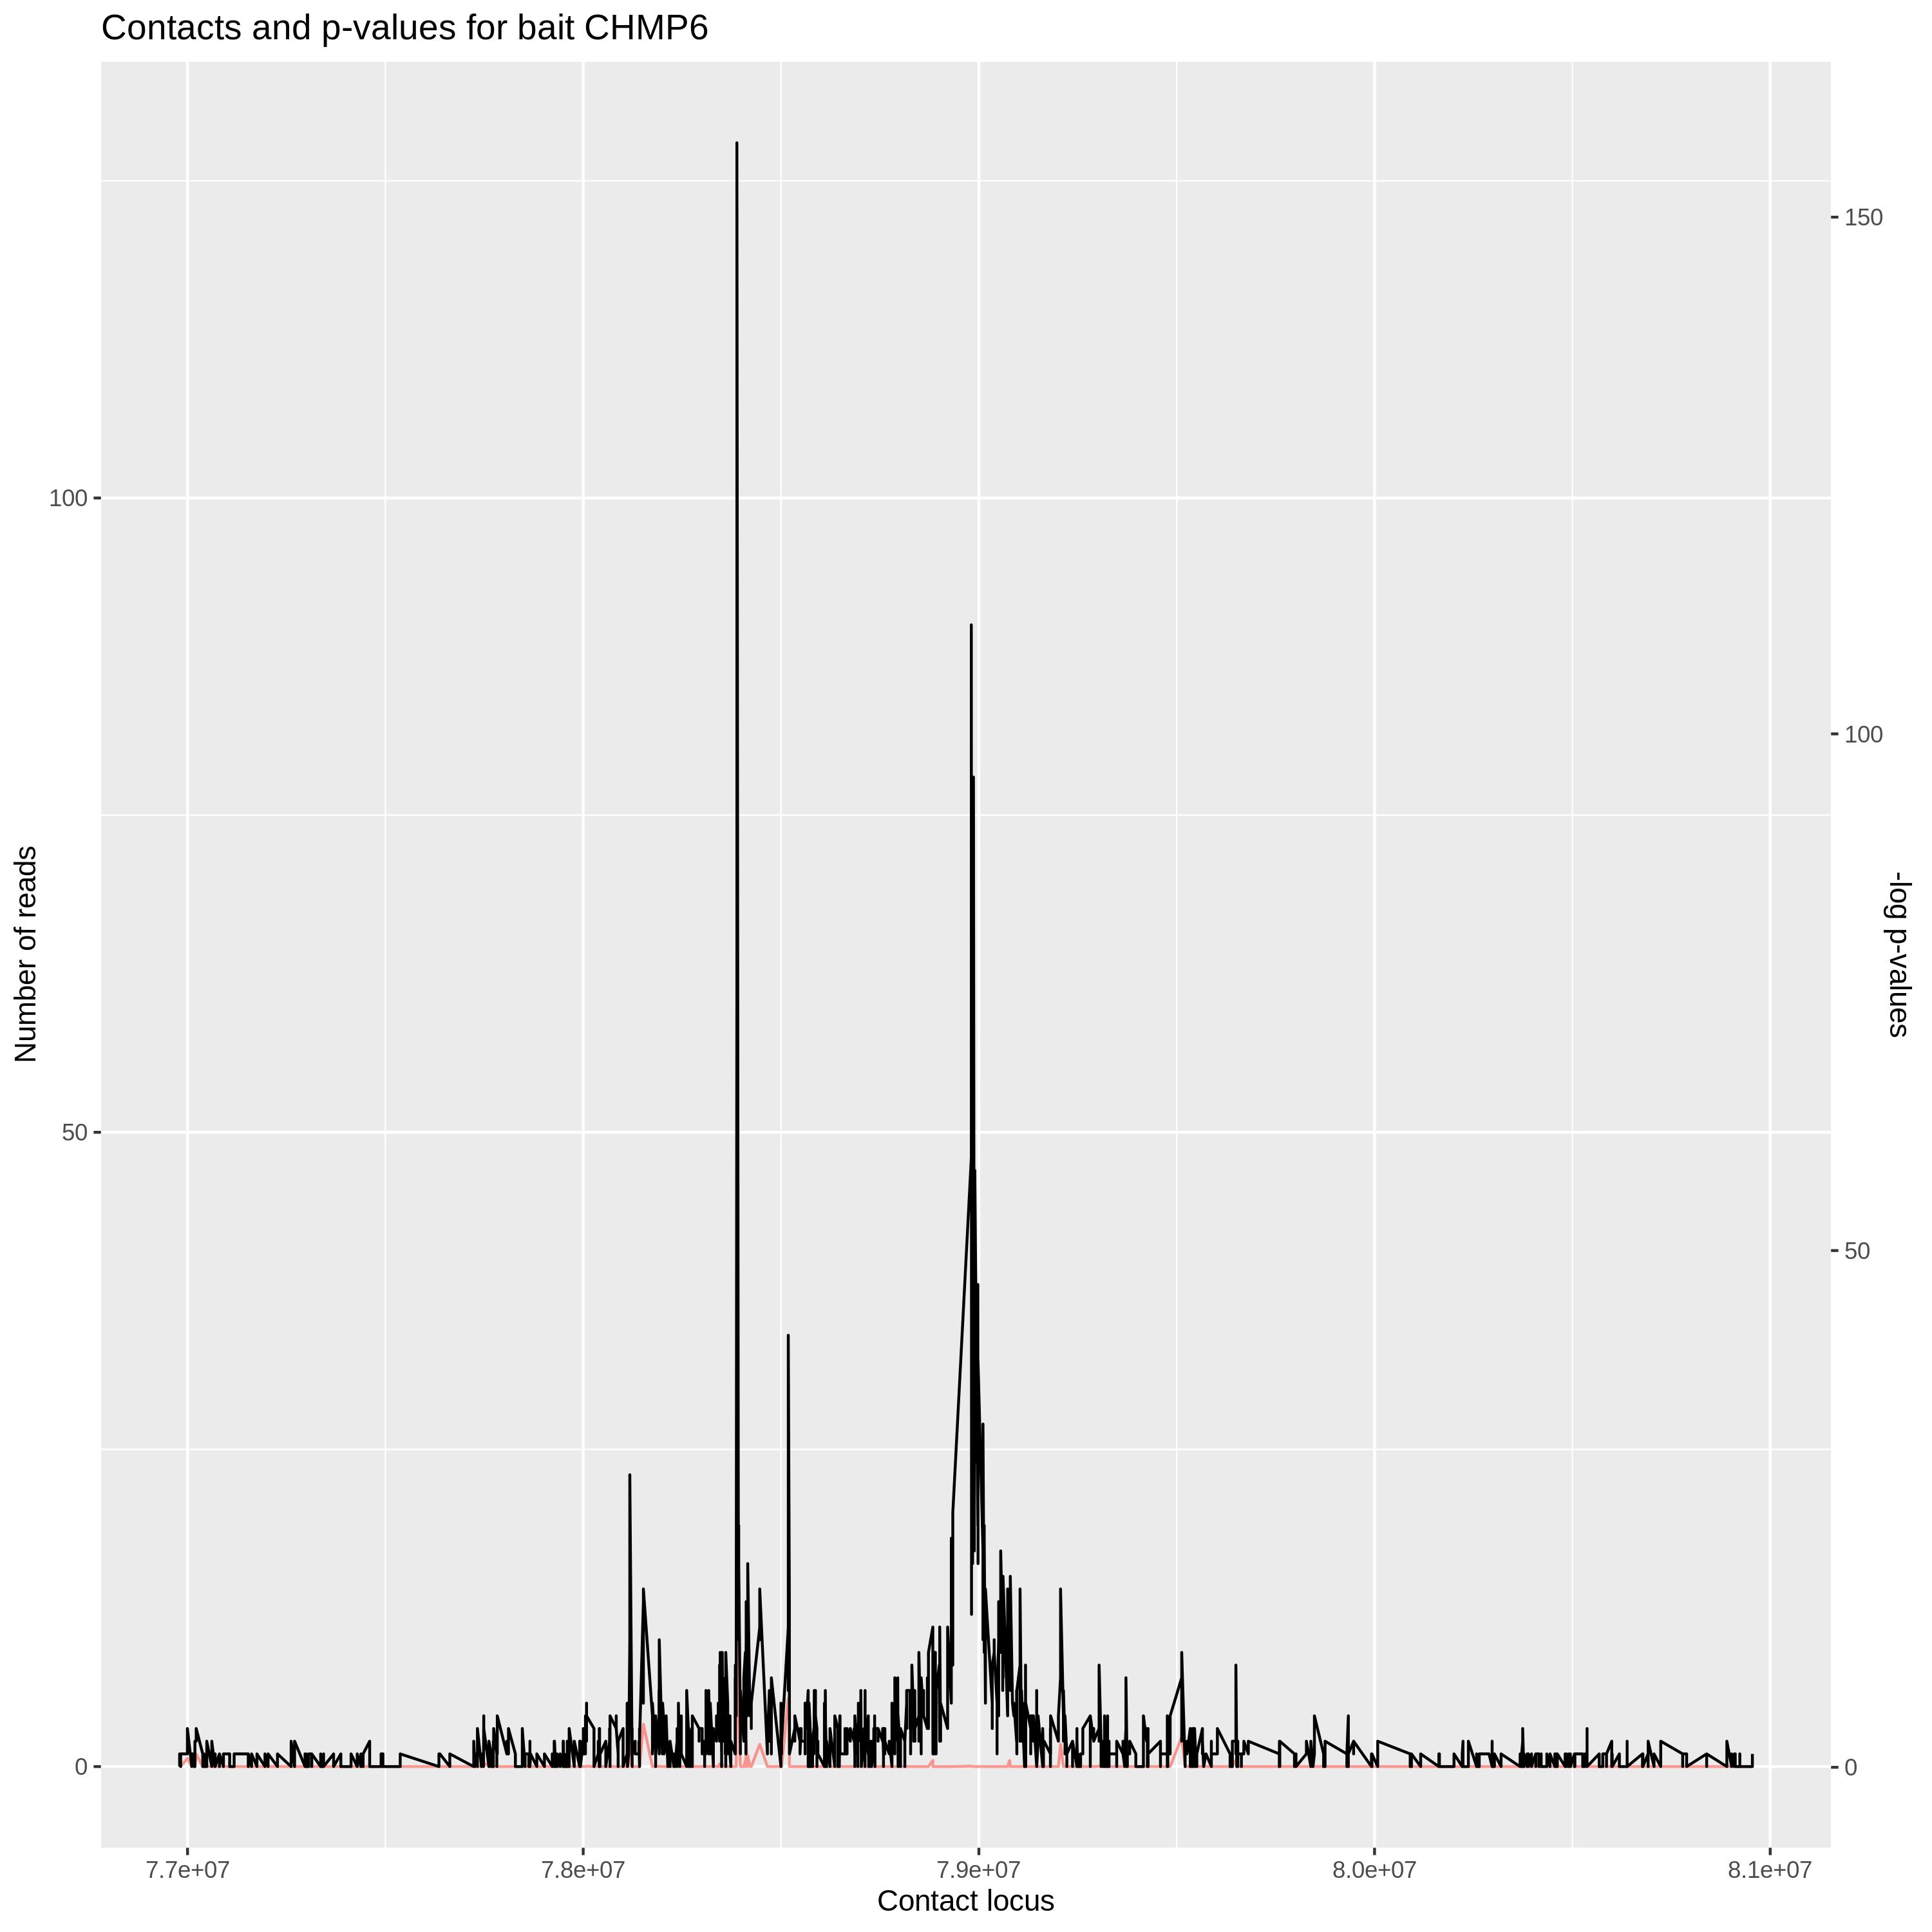 Contacts and p-values for bait CHMP6
Number of reads
100
50
0
150
100
50
0
-log p-values
7.7e+07
7.8e+07
7.9e+07
8.0e+07
8.1e+07
Contact locus